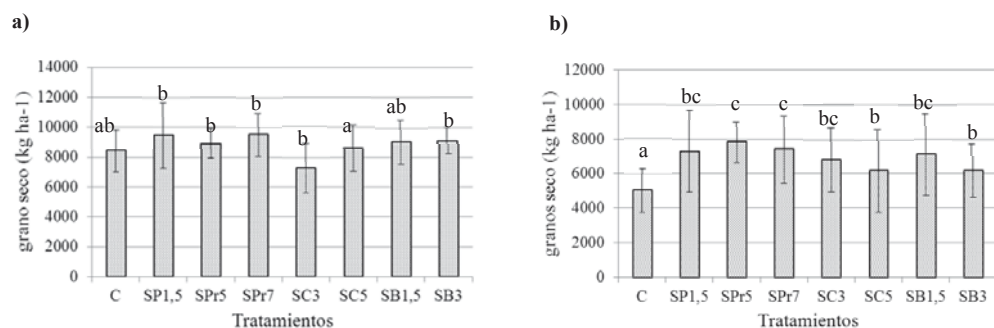 a)
14000
12000
10000
8000
6000
4000
2000
0
grano seco (kg ha-1)
ab b b b b a ab b
C SP1,5 SPr5 SPr7 SC3 SC5 SB1,5 SB3
Tratamientos
b)
12000
10000
8000
6000
4000
2000
0
granos seco (kg ha-1)
a bc c c bc b bc b
C SP1,5 SPr5 SPr7 SC3 SC5 SB1,5 SB3
Tratamientos